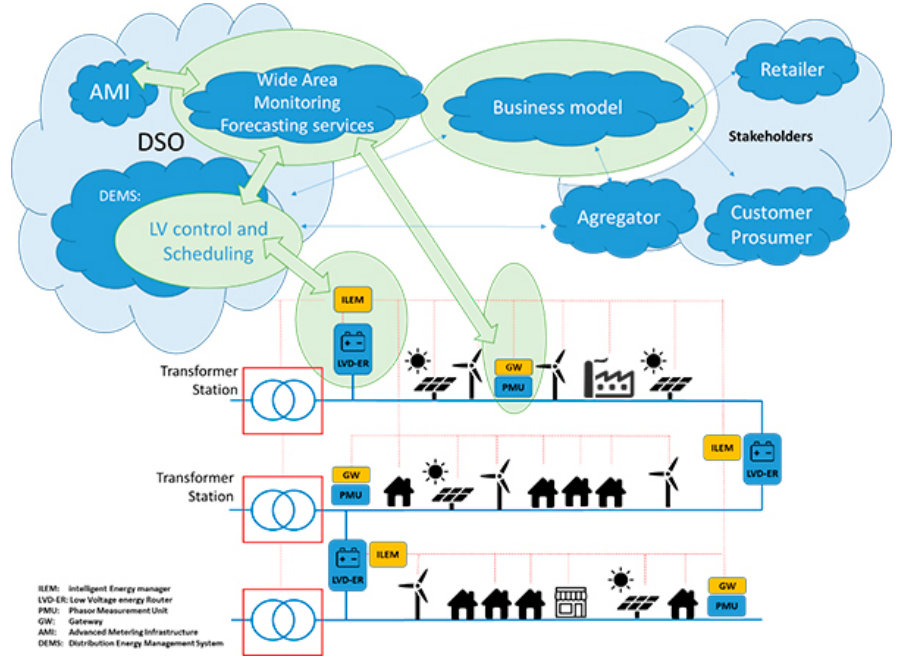 AMI
Wide Area
Monitoring
Forecasting services
Business model
Retailer
Stakeholders
DSO
DEMS:
LV control and
Scheduling
Agregator
Customer
Prosumer
ILEM
LVD-ER
GW
PMU
Transformer
Station
ILEM
LVD-ER
GW
PMU
Transformer
Station
ILEM
LVD-ER
GW
PMU
ILEM: intelligent Energy manager
LVD-ER: Low Voltage energy Router
PMU: Phasor Measurement Unit
GW: Gateway
AMI: Advanced Metering Infrastructure
DEMS: Distribution Energy Management System